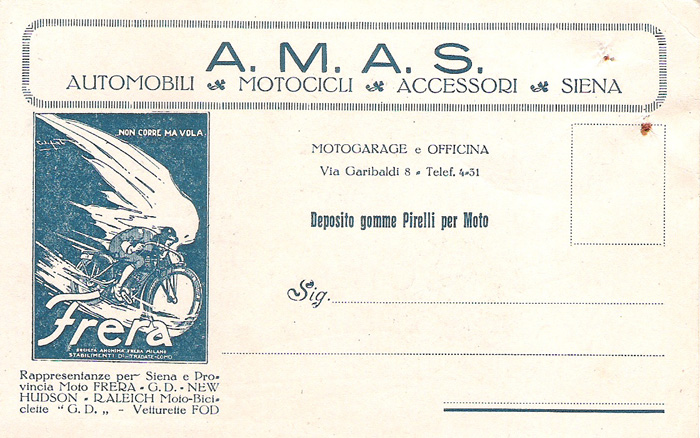 A. M. A. S.
AUTOMOBILI MOTOCICLI ACCESSORI SIENA
..NON CORRE MA VOLA.
MOTOGARAGE e OFFICINA
Via Garibaldi 8 - Telef. 4-31
Deposito gomme Pirelli per Moto
Sig.
Frera
SOCIETÀ ANONIMA FRERA MILANO
STABILIMENTI DI - TRADATE-COMO
Rappresentanze per Siena e Pro-
vincia Moto FRERA - G. D. - NEW
HUDSON - RALEICH Moto-Bici-
clette "G. D. „ - Vetturette FOD